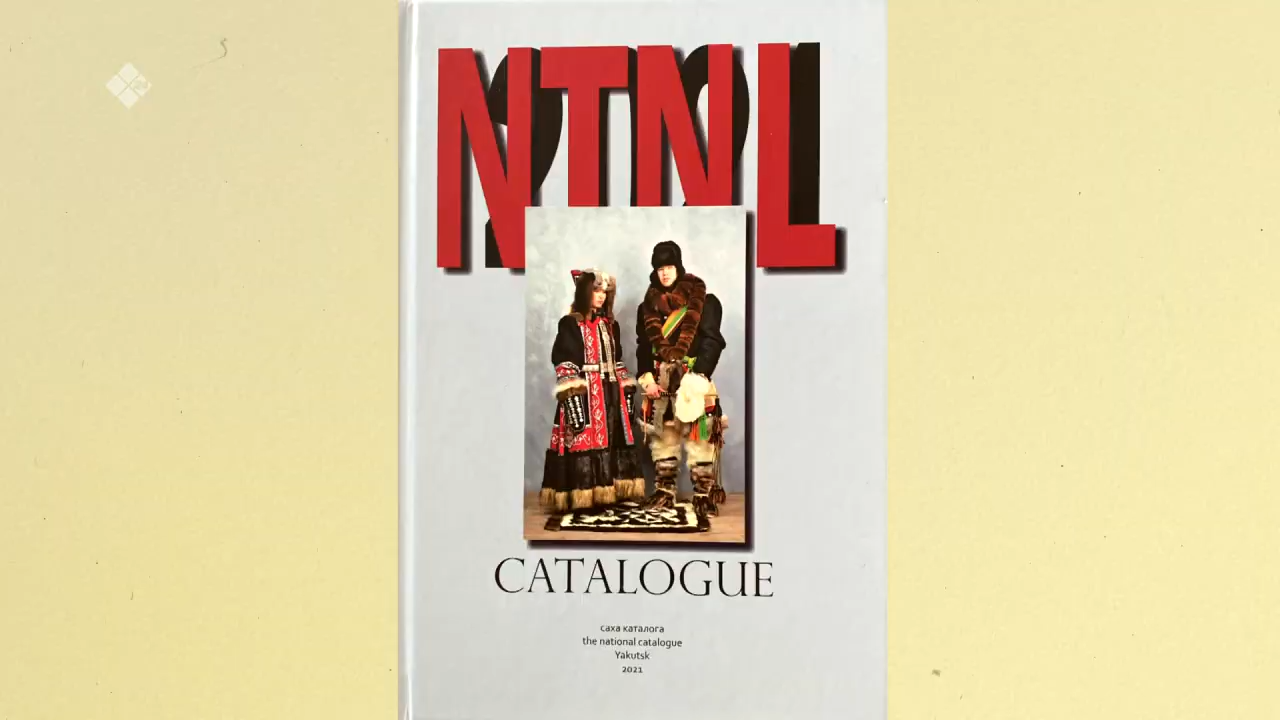 NTNL
CATALOGUE
саха каталога
the national catalogue
Yakutsk
2021